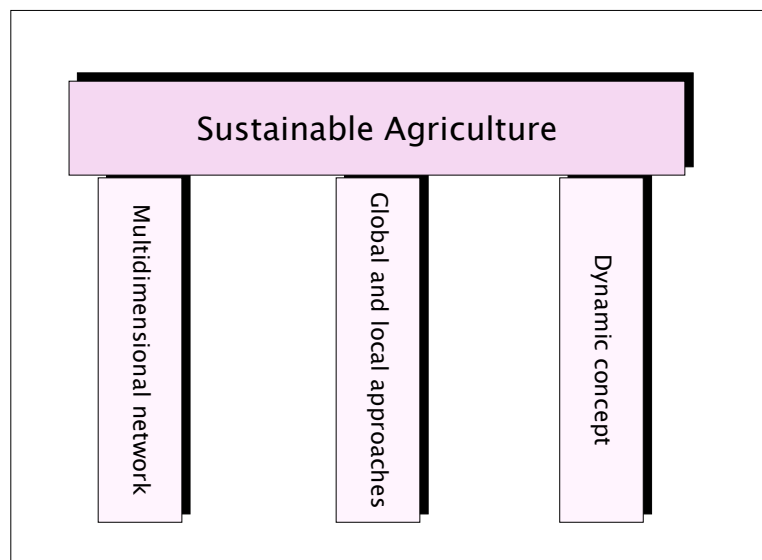 Sustainable Agriculture
Multidimensional network
Global and local approaches
Dynamic concept